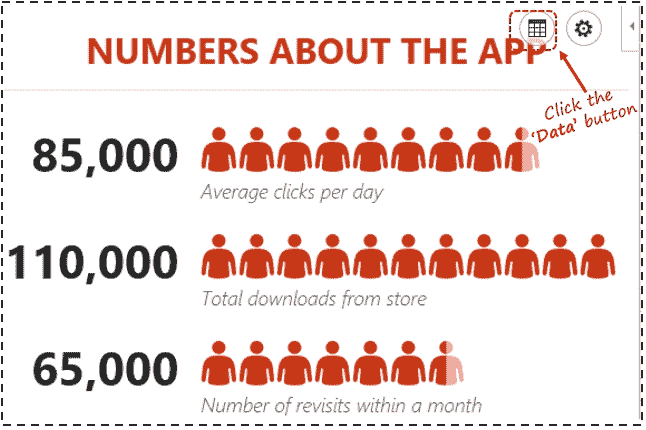 NUMBERS ABOUT THE APP
Click the
'Data' button
85,000
Average clicks per day
110,000
Total downloads from store
65,000
Number of revisits within a month